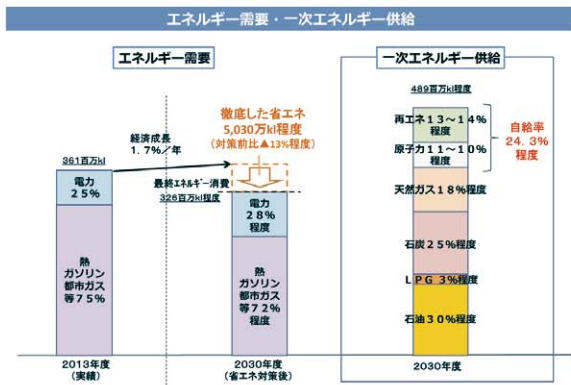 エネルギー需要・一次エネルギー供給
エネルギー需要
361百万kl
電力
25%
熱
ガソリン
都市ガス
等75%
2013年度
(実績)
経済成長
1.7%/年
徹底した省エネ
5,030万kl程度
(対策前比▲13%程度)
最終エネルギー消費
326百万kl程度
電力
28%
程度
熱
ガソリン
都市ガス
等72%
程度
2030年度
(省エネ対策後)
一次エネルギー供給
489百万kl程度
再エネ13～14%
程度
原子力11～10%
程度
天然ガス18%程度
石炭25%程度
LPG 3%程度
石油30%程度
自給率
24.3%
程度
2030年度